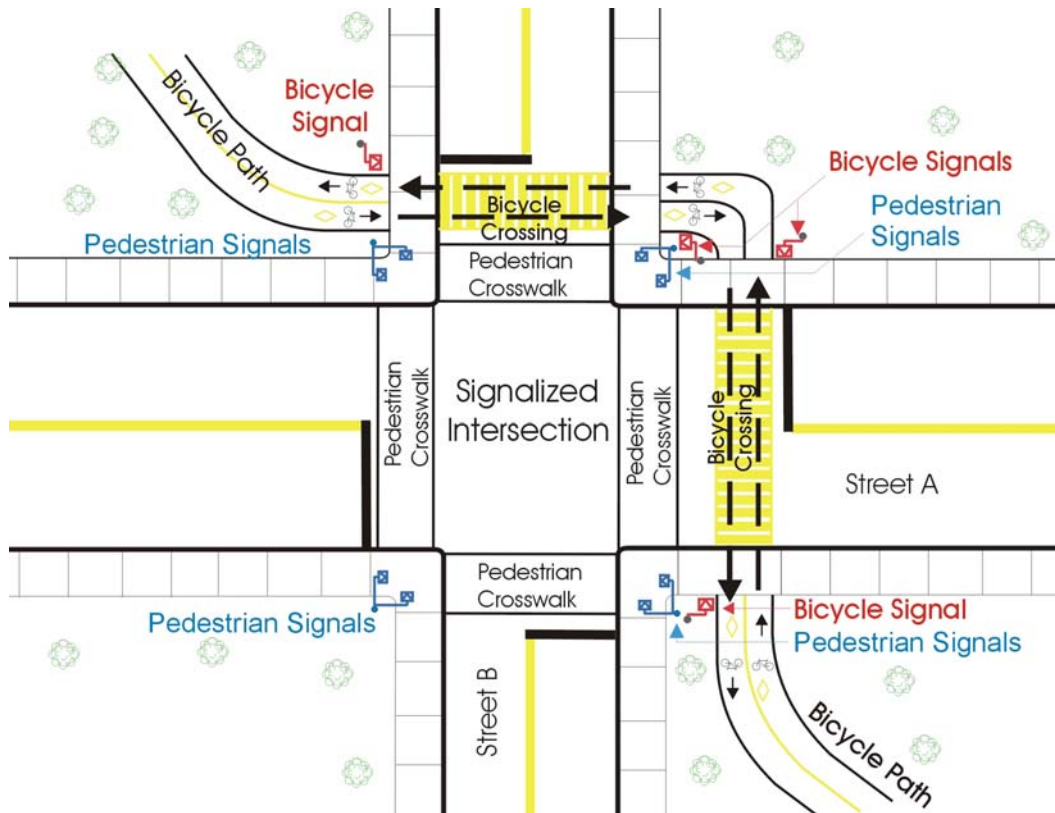 Bicycle Path
Bicycle
Signal
Bicycle Signals
Pedestrian
Signals
Bicycle
Crossing
Pedestrian Signals
Pedestrian
Crosswalk
Pedestrian
Crosswalk
Signalized
Intersection
Pedestrian
Crosswalk
Bicycle
Crossing
Street A
Pedestrian
Crosswalk
Pedestrian Signals
Bicycle Signal
Pedestrian Signals
Street B
Bicycle Path